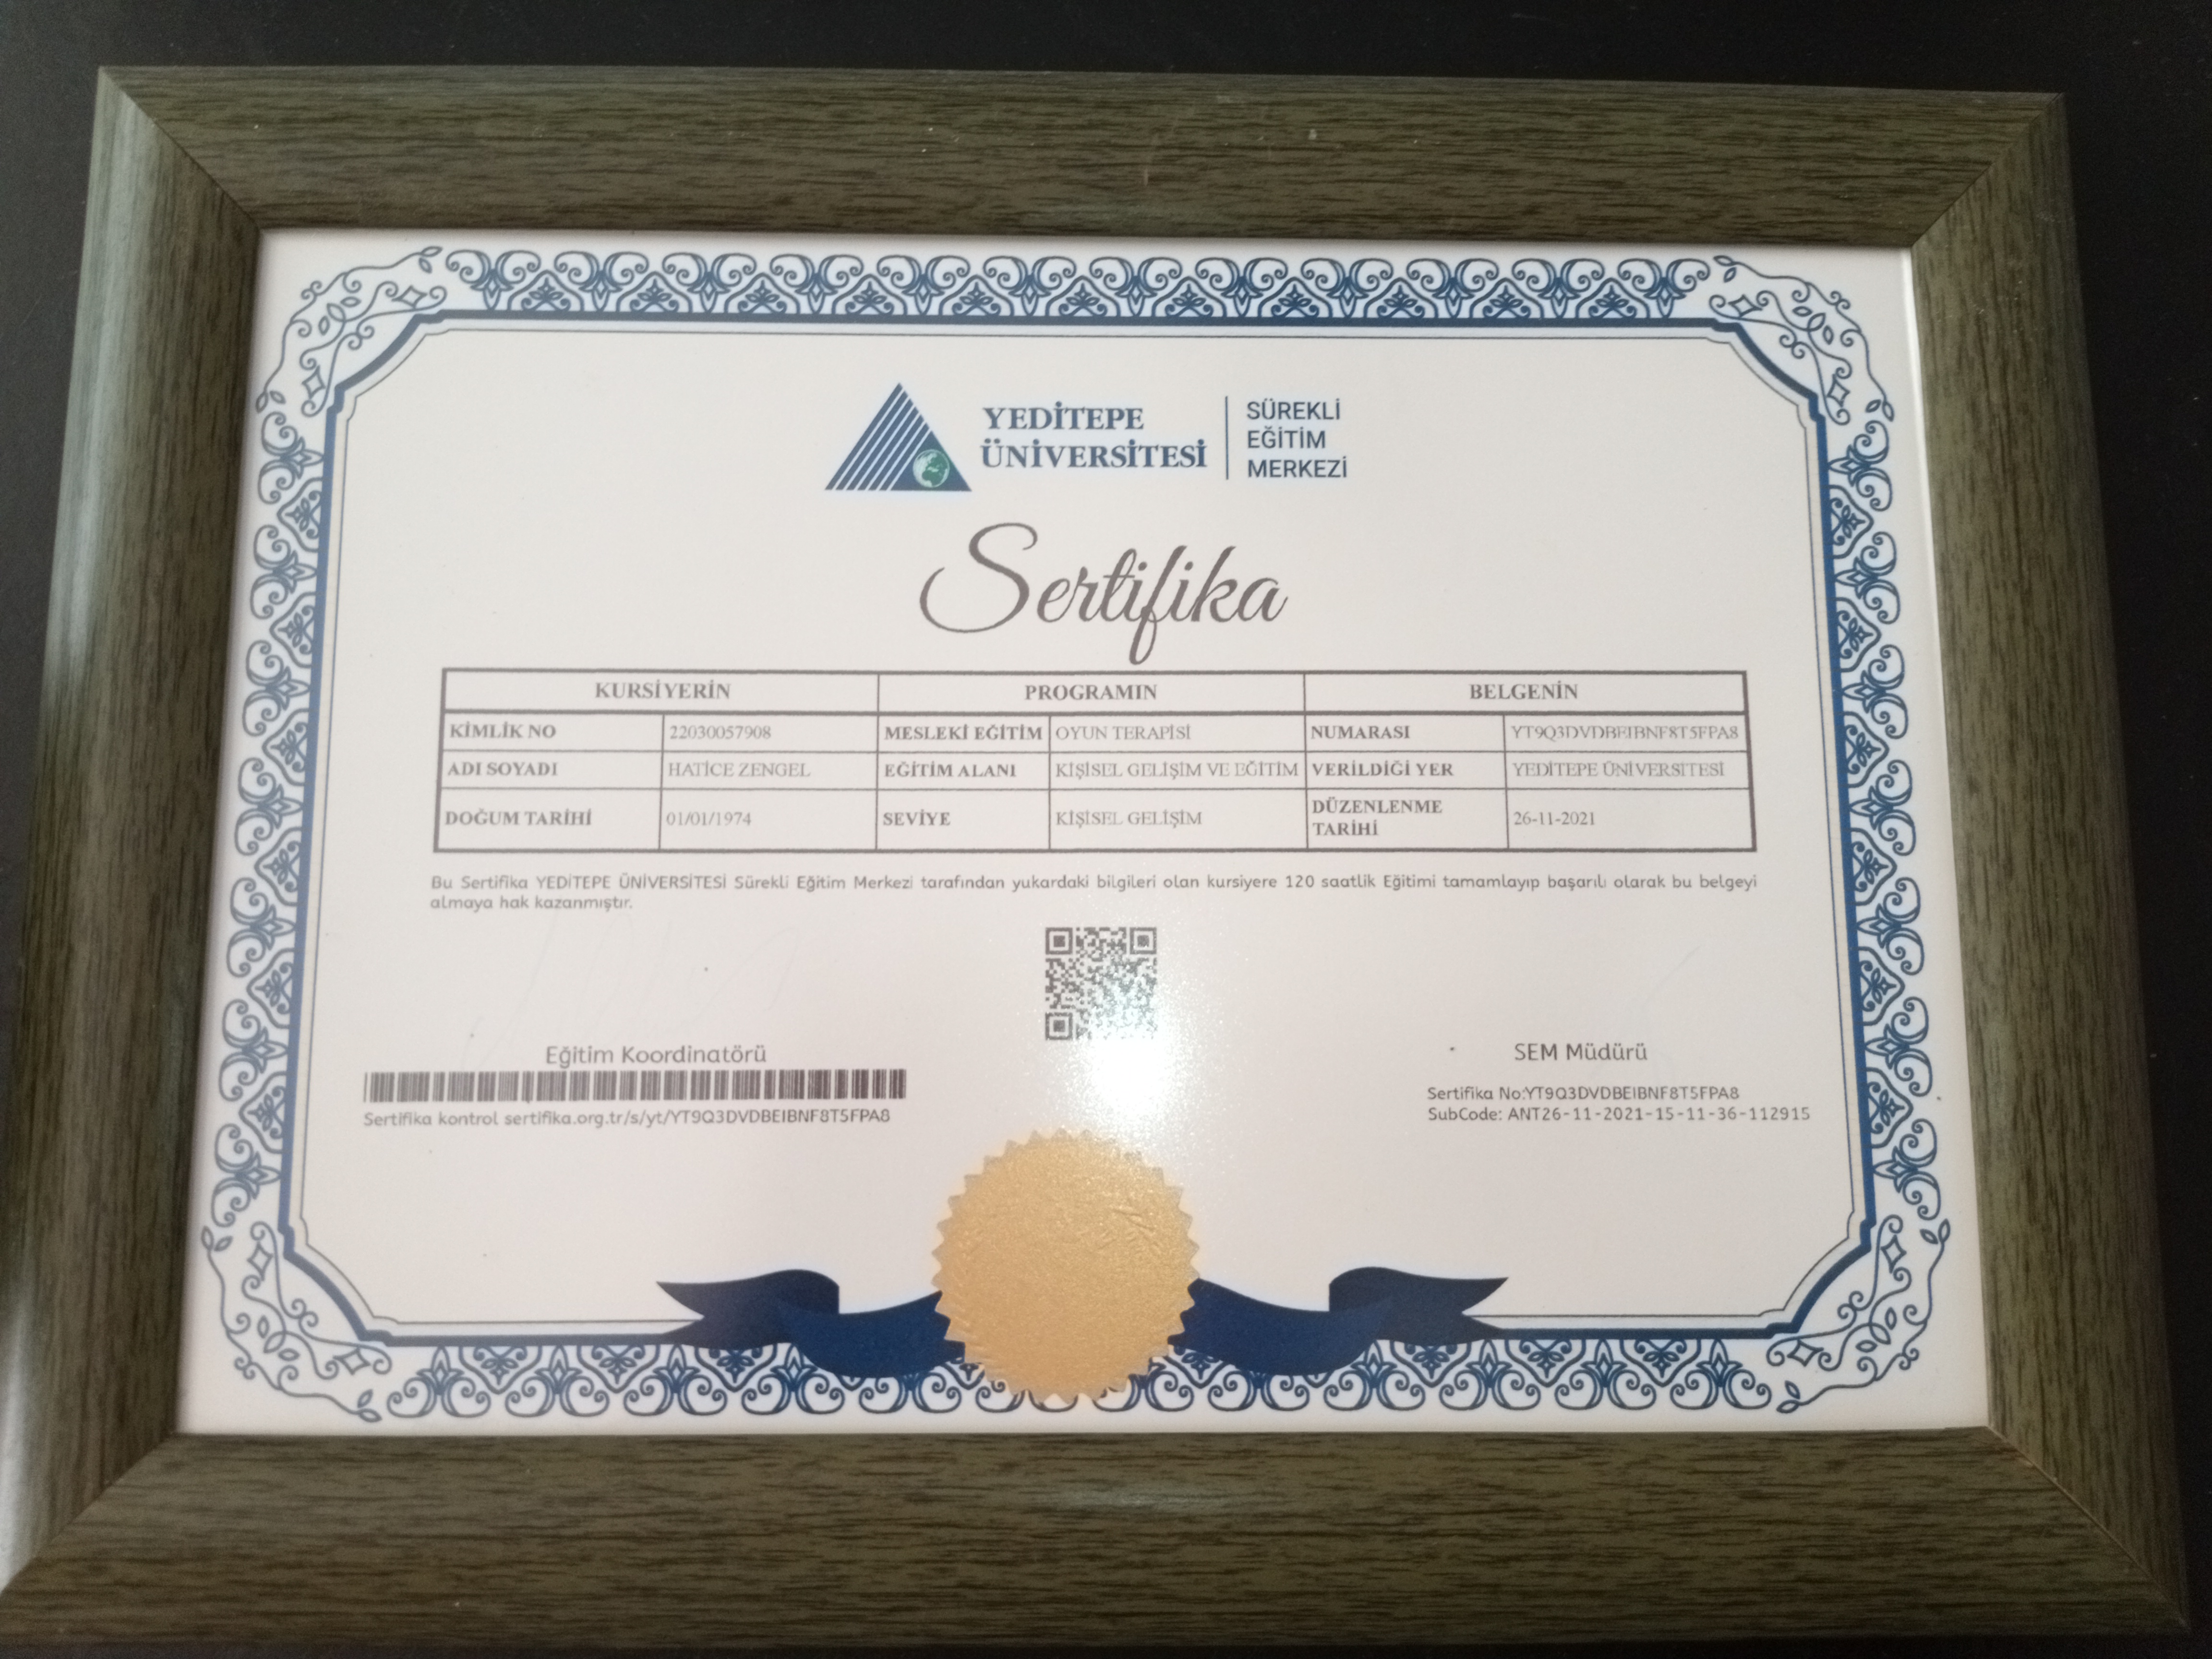 YEDİTEPE
ÜNİVERSİTESİ
SÜREKLİ
EĞİTİM
MERKEZİ
Sertifika
KURSİYERİN PROGRAMIN BELGENİN
KİMLİK NO 22030057908 MESLEKİ EĞİTİM OYUN TERAPİSİ NUMARASI YT9Q3DVDBEIBNF8T5FPA8
ADI SOYADI HATİCE ZENGEL EĞİTİM ALANI KİŞİSEL GELİŞİM VE EĞİTİM VERİLDİĞİ YER YEDİTEPE ÜNİVERSİTESİ
DOĞUM TARİHİ 01/01/1974 SEVİYE KİŞİSEL GELİŞİM DÜZENLENME TARİHİ 26-11-2021
Bu Sertifika YEDİTEPE ÜNİVERSİTESİ Sürekli Eğitim Merkezi tarafından yukardaki bilgileri olan kursiyere 120 saatlik Eğitimi tamamlayıp başarılı olarak bu belgeyi
almaya hak kazanmıştır.
Eğitim Koordinatörü
Sertifika kontrol sertifika.org.tr/s/yt/YT9Q3DVDBEIBNF8T5FPA8
SEM Müdürü
Sertifika No:YT9Q3DVDBEIBNF8T5FPA8
SubCode: ANT26-11-2021-15-11-36-112915